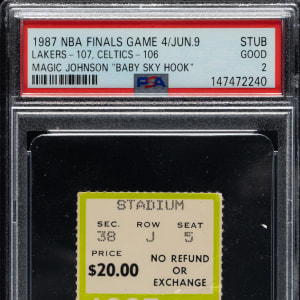 1987 NBA FINALS GAME 4/JUN.9 STUB
LAKERS-107, CELTICS-106 GOOD
MAGIC JOHNSON "BABY SKY HOOK" 2
PSA 147472240
STADIUM
SEC. ROW SEAT
38 J 5
PRICE
$20.00 NO REFUND
OR
EXCHANGE